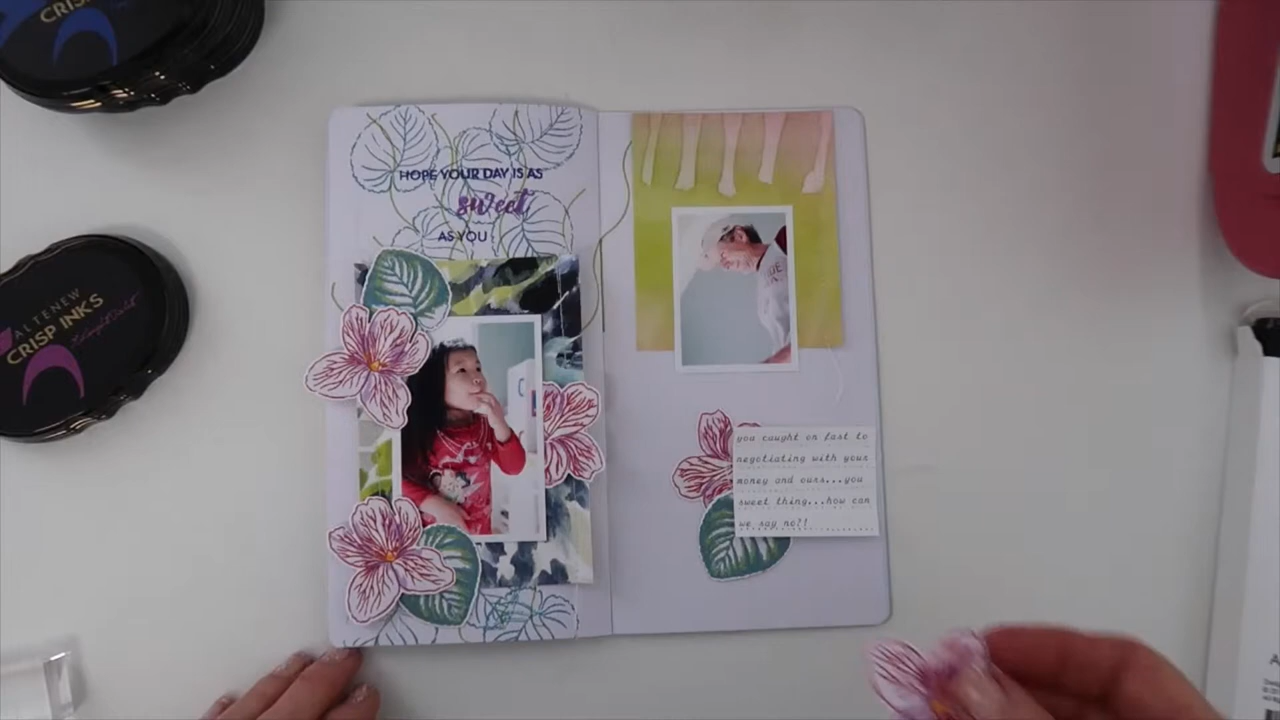 CRISP
HOPE YOUR DAY IS AS
sweet
AS YOU
ALTENEW
CRISP INKS
you caught on fast to
negotiating with your
money and ours...you
sweet thing...how can
we say no?!